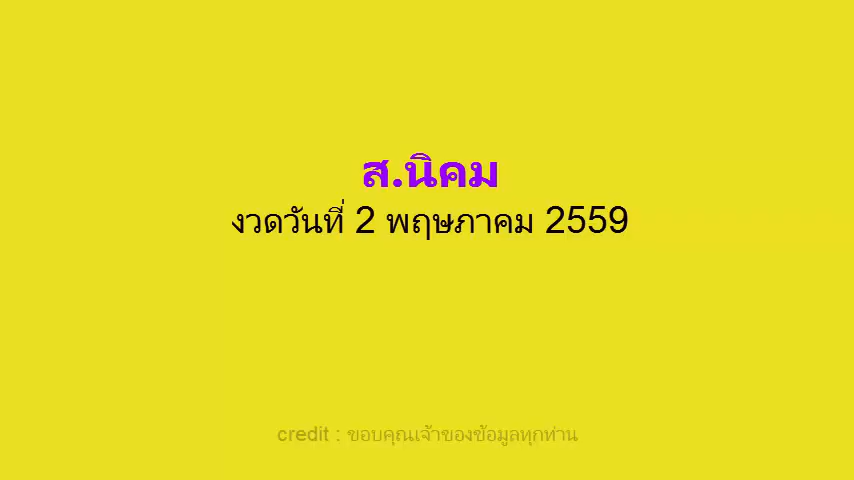 ส.นิคม
งวดวันที่ 2 พฤษภาคม 2559
credit : ขอบคุณเจ้าของข้อมูลทุกท่าน